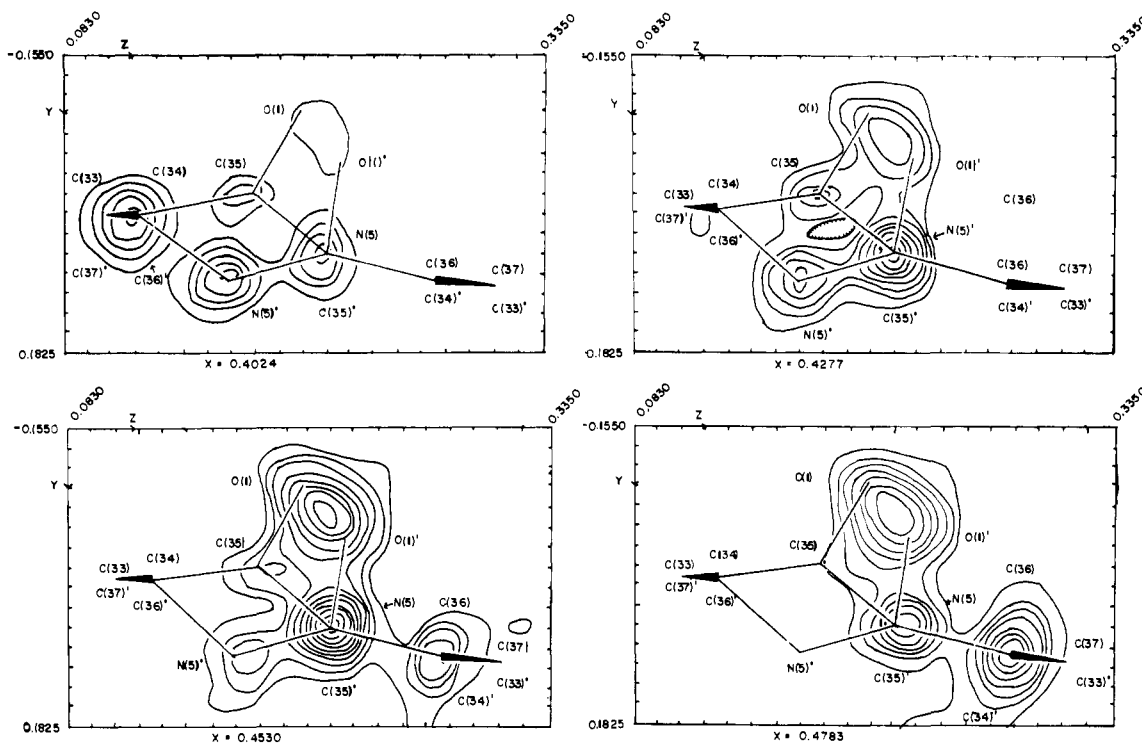 0.0830
0.3350
-0.1550
Z
Y
O(1)
O(1)'
C(35)
C(33)
C(34)
N(5)
C(37)'
C(36)'
C(36)
C(37)
C(34)'
C(33)'
N(5)'
C(35)'
0.1825
X = 0.4024
0.0830
0.3350
-0.1550
Z
Y
O(1)
O(1)'
C(35)
C(36)
C(33)
C(34)
C(37)'
N(5)'
C(36)'
C(36)
C(37)
C(34)'
C(33)'
C(35)'
N(5)'
0.1825
X = 0.4277
0.0830
0.3350
-0.1550
Z
Y
O(1)
O(1)'
C(35)
C(34)
C(33)
C(37)'
N(5)
C(36)
C(36)'
C(37)
N(5)'
C(33)'
C(35)'
C(34)'
0.1825
X = 0.4530
0.0830
0.3350
-0.1550
Z
Y
O(1)
O(1)'
C(35)
C(34)
C(33)
C(36)
C(37)'
N(5)
C(36)'
C(37)
N(5)'
C(35)'
C(33)'
C(34)'
0.1825
X = 0.4783